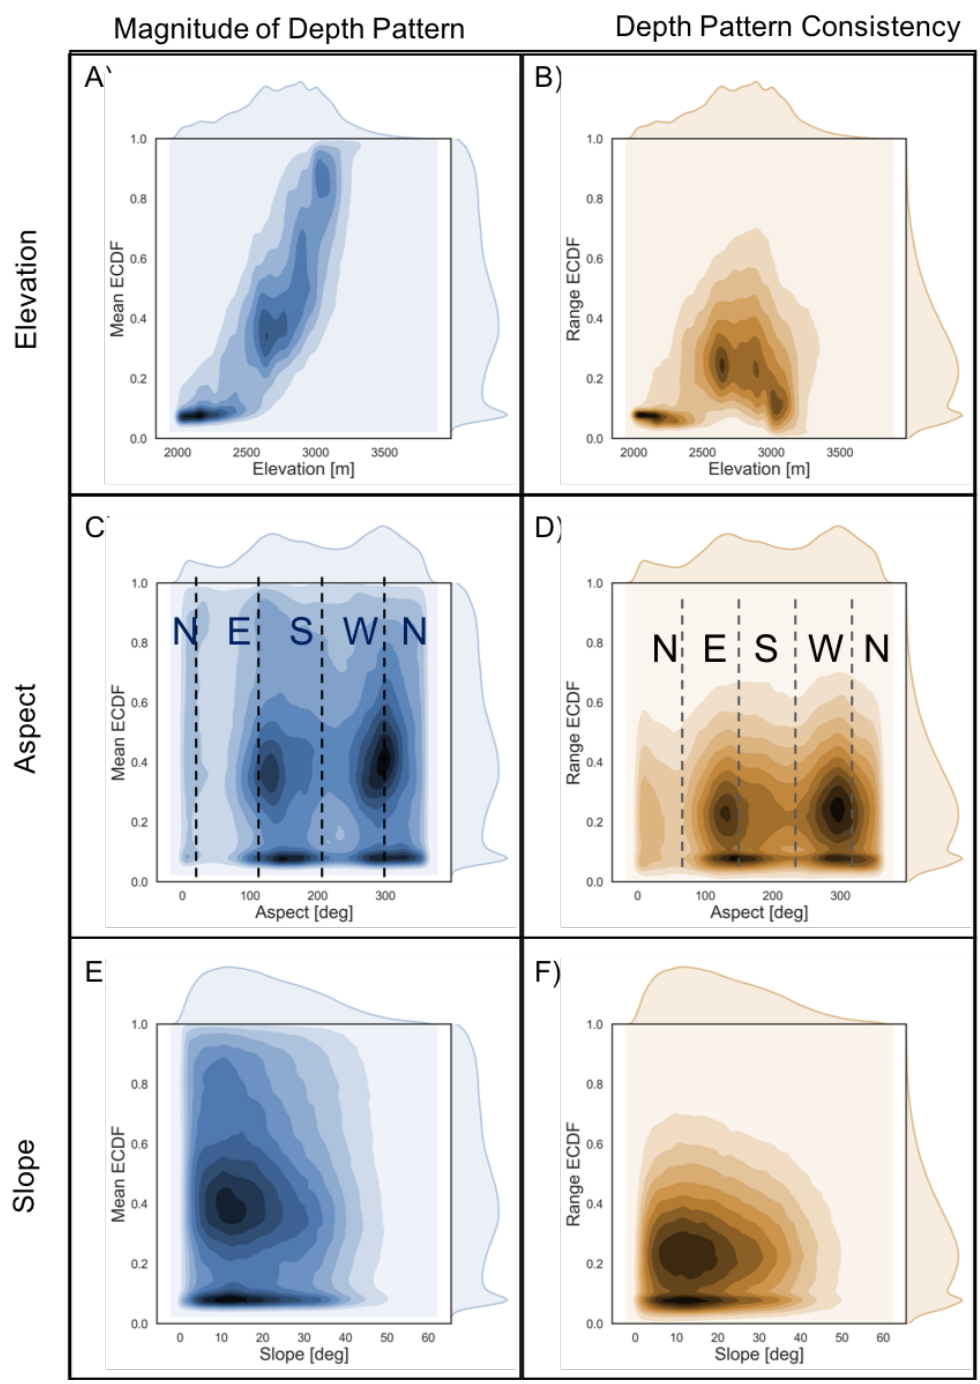 Magnitude of Depth Pattern
Depth Pattern Consistency
Elevation
A)
1.0
0.8
0.6
0.4
0.2
0.0
Mean ECDF
2000 2500 3000 3500
Elevation [m]
B)
1.0
0.8
0.6
0.4
0.2
0.0
Range ECDF
2000 2500 3000 3500
Elevation [m]
Aspect
C
1.0
0.8
0.6
0.4
0.2
0.0
Mean ECDF
N E S W N
0 100 200 300
Aspect [deg]
D)
1.0
0.8
0.6
0.4
0.2
0.0
Range ECDF
N E S W N
0 100 200 300
Aspect [deg]
Slope
E
1.0
0.8
0.6
0.4
0.2
0.0
Mean ECDF
0 10 20 30 40 50 60
Slope [deg]
F)
1.0
0.8
0.6
0.4
0.2
0.0
Range ECDF
0 10 20 30 40 50 60
Slope [deg]